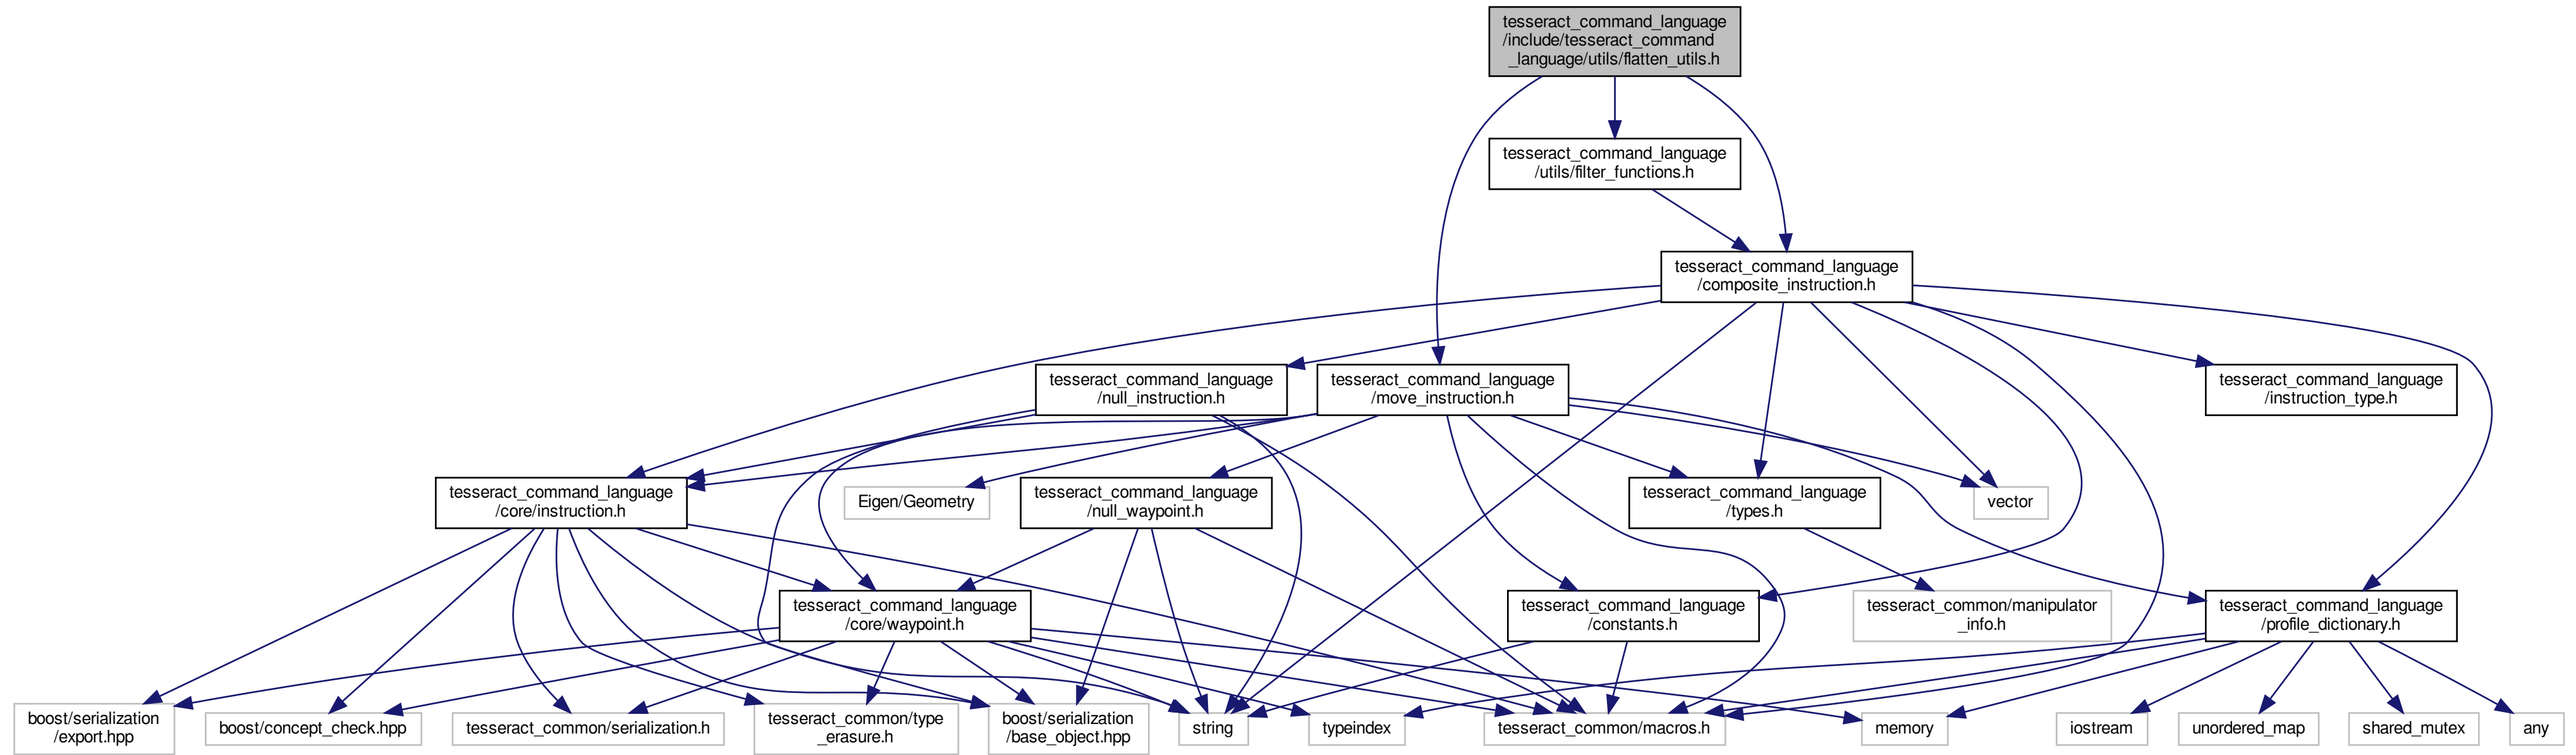 tesseract_command_language
/include/tesseract_command
_language/utils/flatten_utils.h
tesseract_command_language
/utils/filter_functions.h
tesseract_command_language
/composite_instruction.h
tesseract_command_language
/null_instruction.h
tesseract_command_language
/move_instruction.h
tesseract_command_language
/instruction_type.h
tesseract_command_language
/core/instruction.h
Eigen/Geometry
tesseract_command_language
/null_waypoint.h
tesseract_command_language
/types.h
vector
tesseract_command_language
/core/waypoint.h
tesseract_command_language
/constants.h
tesseract_common/manipulator
_info.h
tesseract_command_language
/profile_dictionary.h
boost/serialization
/export.hpp
boost/concept_check.hpp
tesseract_common/serialization.h
tesseract_common/type
_erasure.h
boost/serialization
/base_object.hpp
string
typeindex
tesseract_common/macros.h
memory
iostream
unordered_map
shared_mutex
any